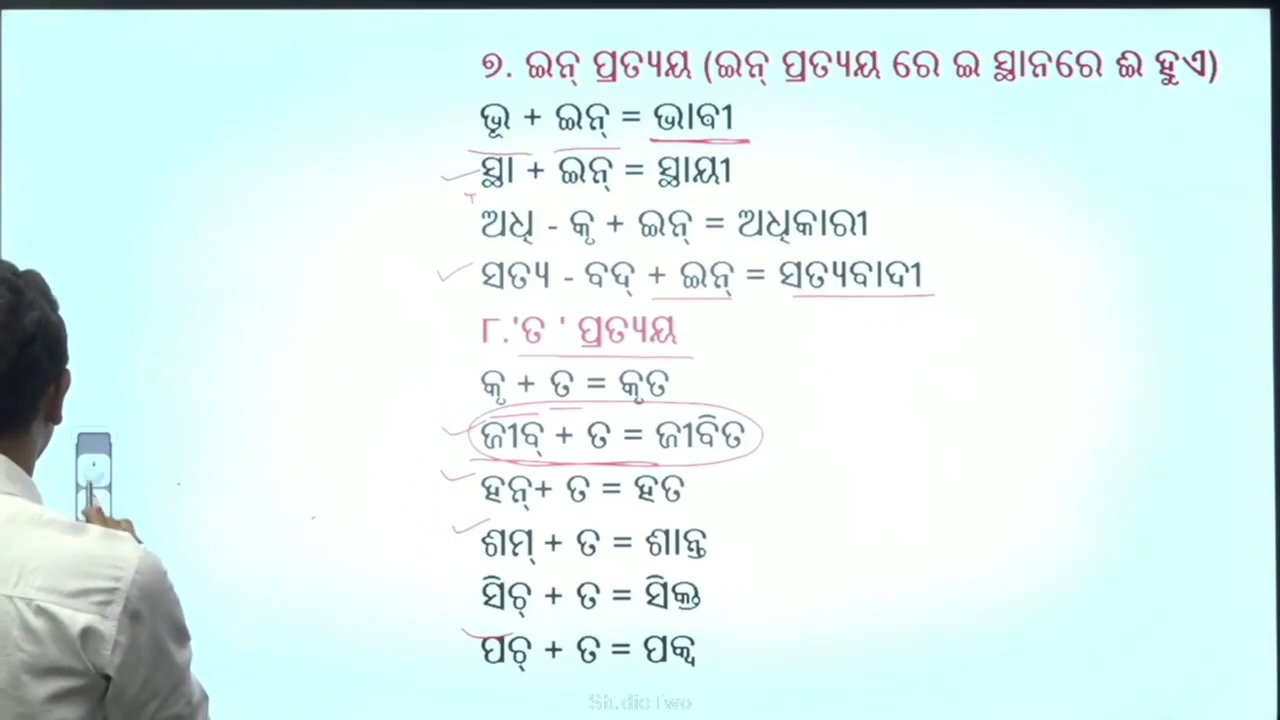 ୭. ଇନ୍ ପ୍ରତ୍ୟୟ (ଇନ୍ ପ୍ରତ୍ୟୟ ରେ ଇ ସ୍ଥାନରେ ଈ ହୁଏ)
ଭୂ + ଇନ୍ = ଭାବୀ
ସ୍ଥା + ଇନ୍ = ସ୍ଥାୟୀ
ଅଧି - କୃ + ଇନ୍ = ଅଧିକାରୀ
ସତ୍ୟ - ବଦ୍ + ଇନ୍ = ସତ୍ୟବାଦୀ
୮.'ତ ' ପ୍ରତ୍ୟୟ
କୃ + ତ = କୃତ
ଜୀବ୍ + ତ = ଜୀବିତ
ହନ୍+ ତ = ହତ
ଶମ୍ + ତ = ଶାନ୍ତ
ସିଚ୍ + ତ = ସିକ୍ତ
ପଚ୍ + ତ = ପକ୍ୱ